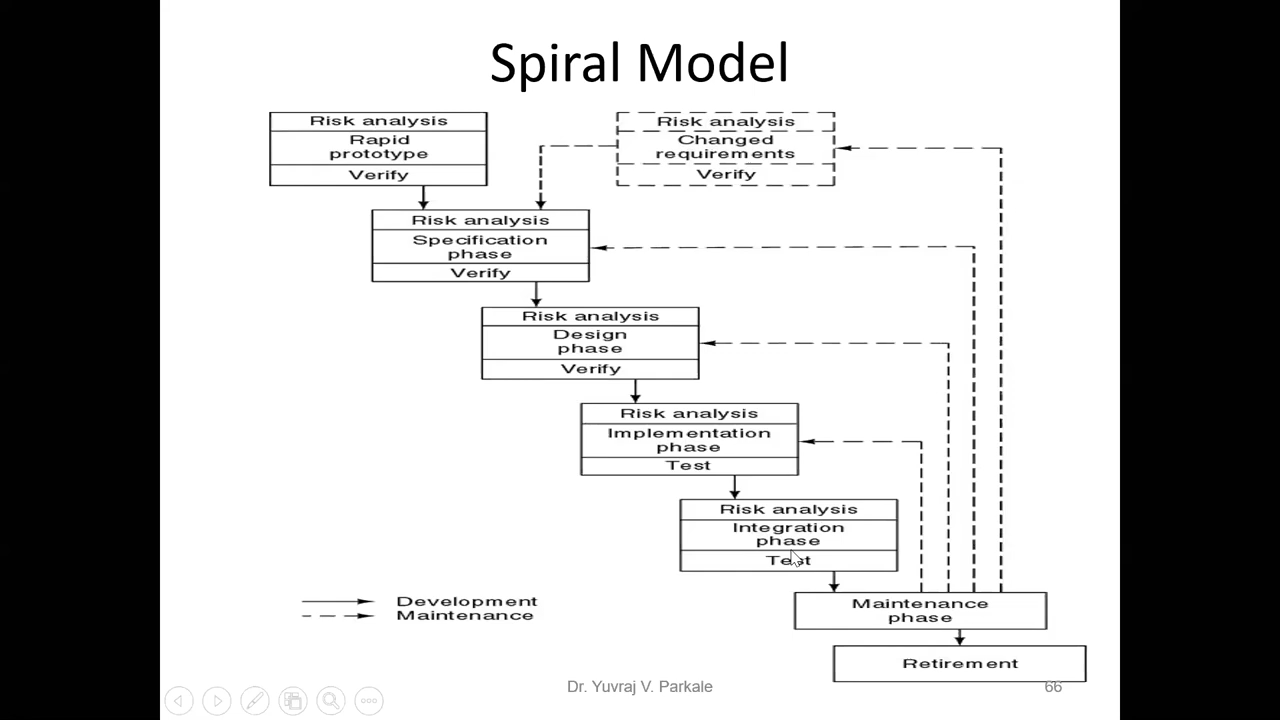 Spiral Model
Risk analysis
Rapid
prototype
Verify
Risk analysis
Changed
requirements
Verify
Risk analysis
Specification
phase
Verify
Risk analysis
Design
phase
Verify
Risk analysis
Implementation
phase
Test
Risk analysis
Integration
phase
Test
Maintenance
phase
Retirement
Development
Maintenance
Dr. Yuvraj V. Parkale
66